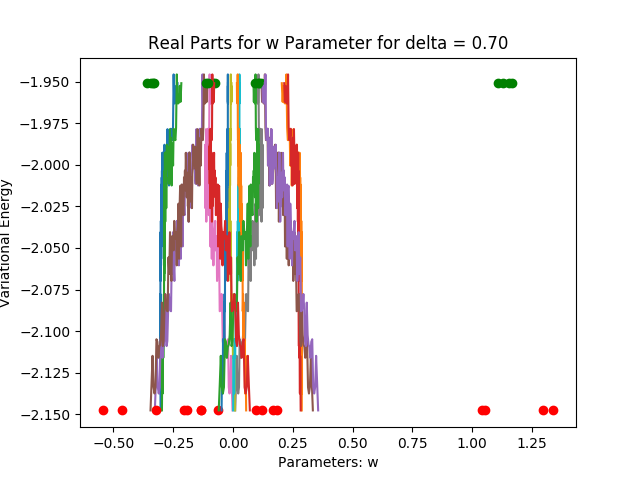 Real Parts for w Parameter for delta = 0.70
Variational Energy
−1.950
−1.975
−2.000
−2.025
−2.050
−2.075
−2.100
−2.125
−2.150
−0.50 −0.25 0.00 0.25 0.50 0.75 1.00 1.25
Parameters: w